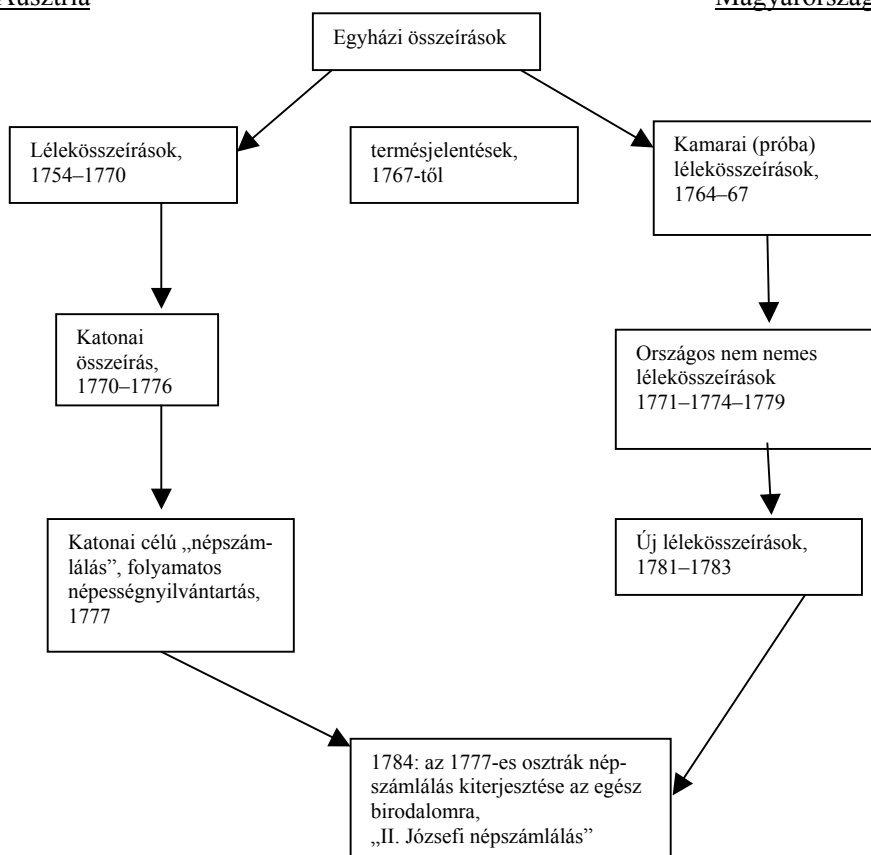 Ausztria
Magyarország
Egyházi összeírások
Lélekösszeírások,
1754–1770
termésjelentések,
1767-től
Kamarai (próba)
lélekösszeírások,
1764–67
Katonai
összeírás,
1770–1776
Országos nem nemes
lélekösszeírások
1771–1774–1779
Katonai célú „népszám-
lálás”, folyamatos
népességnyilvántartás,
1777
Új lélekösszeírások,
1781–1783
1784: az 1777-es osztrák nép-
számlálás kiterjesztése az egész
birodalomra,
„II. Józsefi népszámlálás”